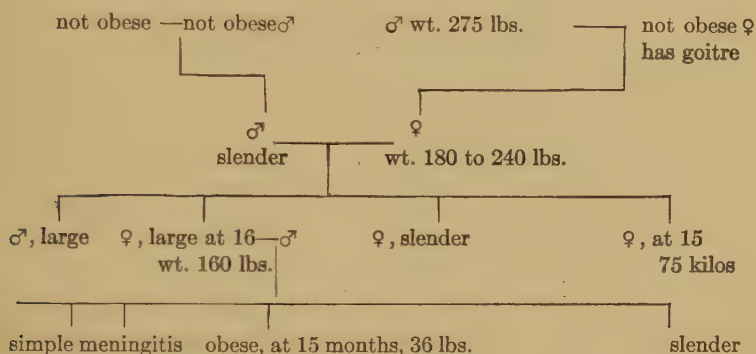 not obese —not obese♂ ♂ wt. 275 lbs. not obese ♀
has goitre
♂ ♀
slender wt. 180 to 240 lbs.
♂, large ♀, large at 16—♂ ♀, slender ♀, at 15
wt. 160 lbs. 75 kilos
simple meningitis obese, at 15 months, 36 lbs. slender